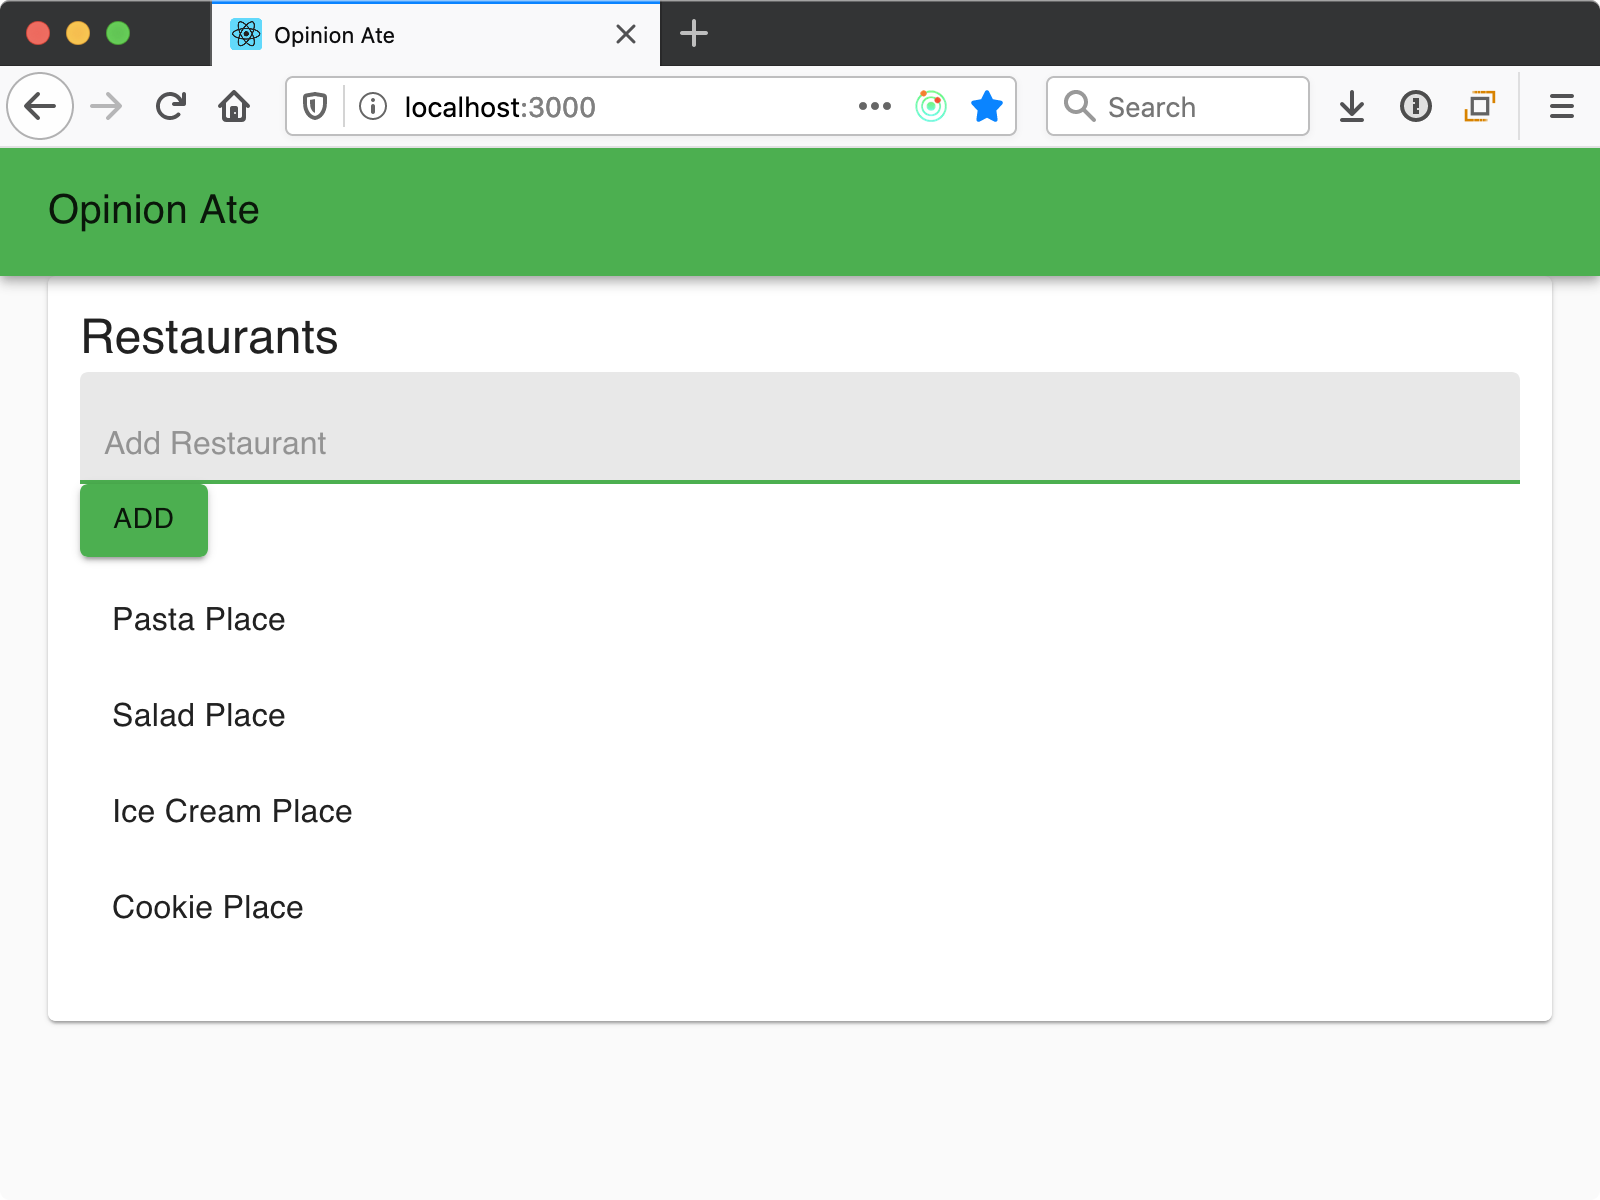 Opinion Ate
localhost:3000
Search
Opinion Ate
Restaurants
Add Restaurant
ADD
Pasta Place
Salad Place
Ice Cream Place
Cookie Place